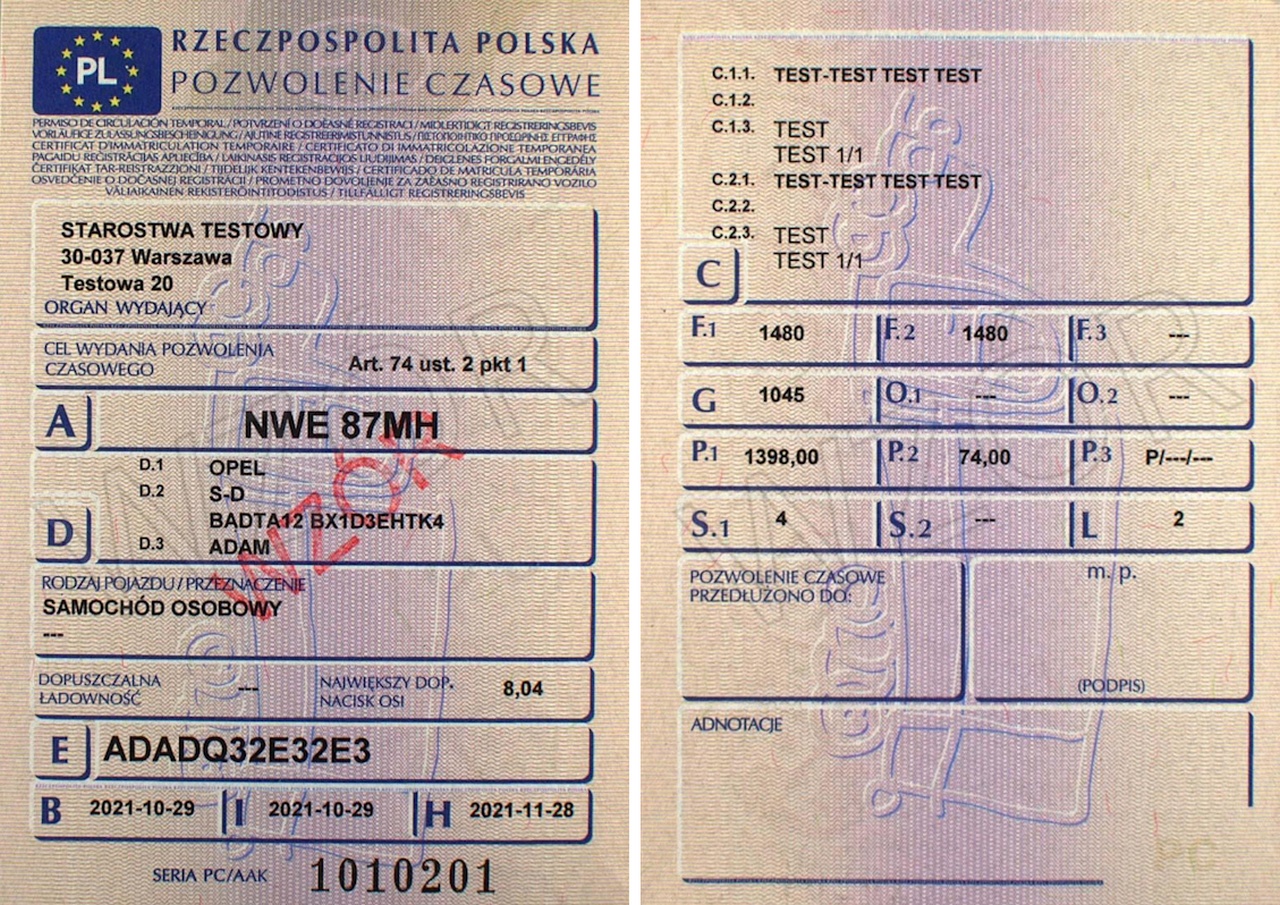 PL
RZECZPOSPOLITA POLSKA
POZWOLENIE CZASOWE
PERMISO DE CIRCULACIÓN TEMPORAL / POTVRZENÍ O DOČASNÉ REGISTRACI / MIDLERTIDIGT REGISTRERINGSBEVIS
VORLÄUFIGE ZULASSUNGSBESCHEINIGUNG / AJUTINE REGISTREERIMISTUNNISTUS / ΠΙΣΤΟΠΟΙΗΤΙΚΟ ΠΡΟΣΩΡΙΝΗΣ ΕΓΓΡΑΦΗΣ
CERTIFICAT D'IMMATRICULATION TEMPORAIRE / CERTIFICATO DI IMMATRICOLAZIONE TEMPORANEA
PAGAIDU REĢISTRĀCIJAS APLIECĪBA / LAIKINASIS REGISTRACIJOS LIUDIJIMAS / DEIGLENES FORGALMI ENGEDÉLY
ĊERTIFIKAT TAR-REĠISTRAZZJONI / TIJDELIJK KENTEKENBEWIJS / CERTIFICADO DE MATRICULA TEMPORÁRIA
OSVEDČENIE O DOČASNEJ REGISTRÁCII / PROMETNO DOVOLJENJE ZA ZAČASNO REGISTRIRANO VOZILO
VÄLIAIKAINEN REKISTERÖINTITODISTUS / TILLFÄLLIGT REGISTRERINGSBEVIS
STAROSTWA TESTOWY
30-037 Warszawa
Testowa 20
ORGAN WYDAJĄCY
CEL WYDANIA POZWOLENIA
CZASOWEGO
Art. 74 ust. 2 pkt 1
A NWE 87MH
D.1 OPEL
D.2 S-D
BADTA12 BX1D3EHTK4
D
D.3 ADAM
WZÓR
RODZAJ POJAZDU / PRZEZNACZENIE
SAMOCHÓD OSOBOWY
---
DOPUSZCZALNA
ŁADOWNOŚĆ
---
NAJWIĘKSZY DOP.
NACISK OSI
8,04
E ADADQ32E32E3
B 2021-10-29 I 2021-10-29 H 2021-11-28
SERIA PC/AAK 1010201
C.1.1. TEST-TEST TEST TEST
C.1.2.
C.1.3. TEST
TEST 1/1
C.2.1. TEST-TEST TEST TEST
C.2.2.
C.2.3. TEST
TEST 1/1
C
F.1 1480 F.2 1480 F.3 ---
G 1045 O.1 --- O.2 ---
P.1 1398,00 P.2 74,00 P.3 P/---/---
S.1 4 S.2 --- L 2
POZWOLENIE CZASOWE
PRZEDŁUŻONO DO:
m. p.
(PODPIS)
ADNOTACJE
PC
WZÓR